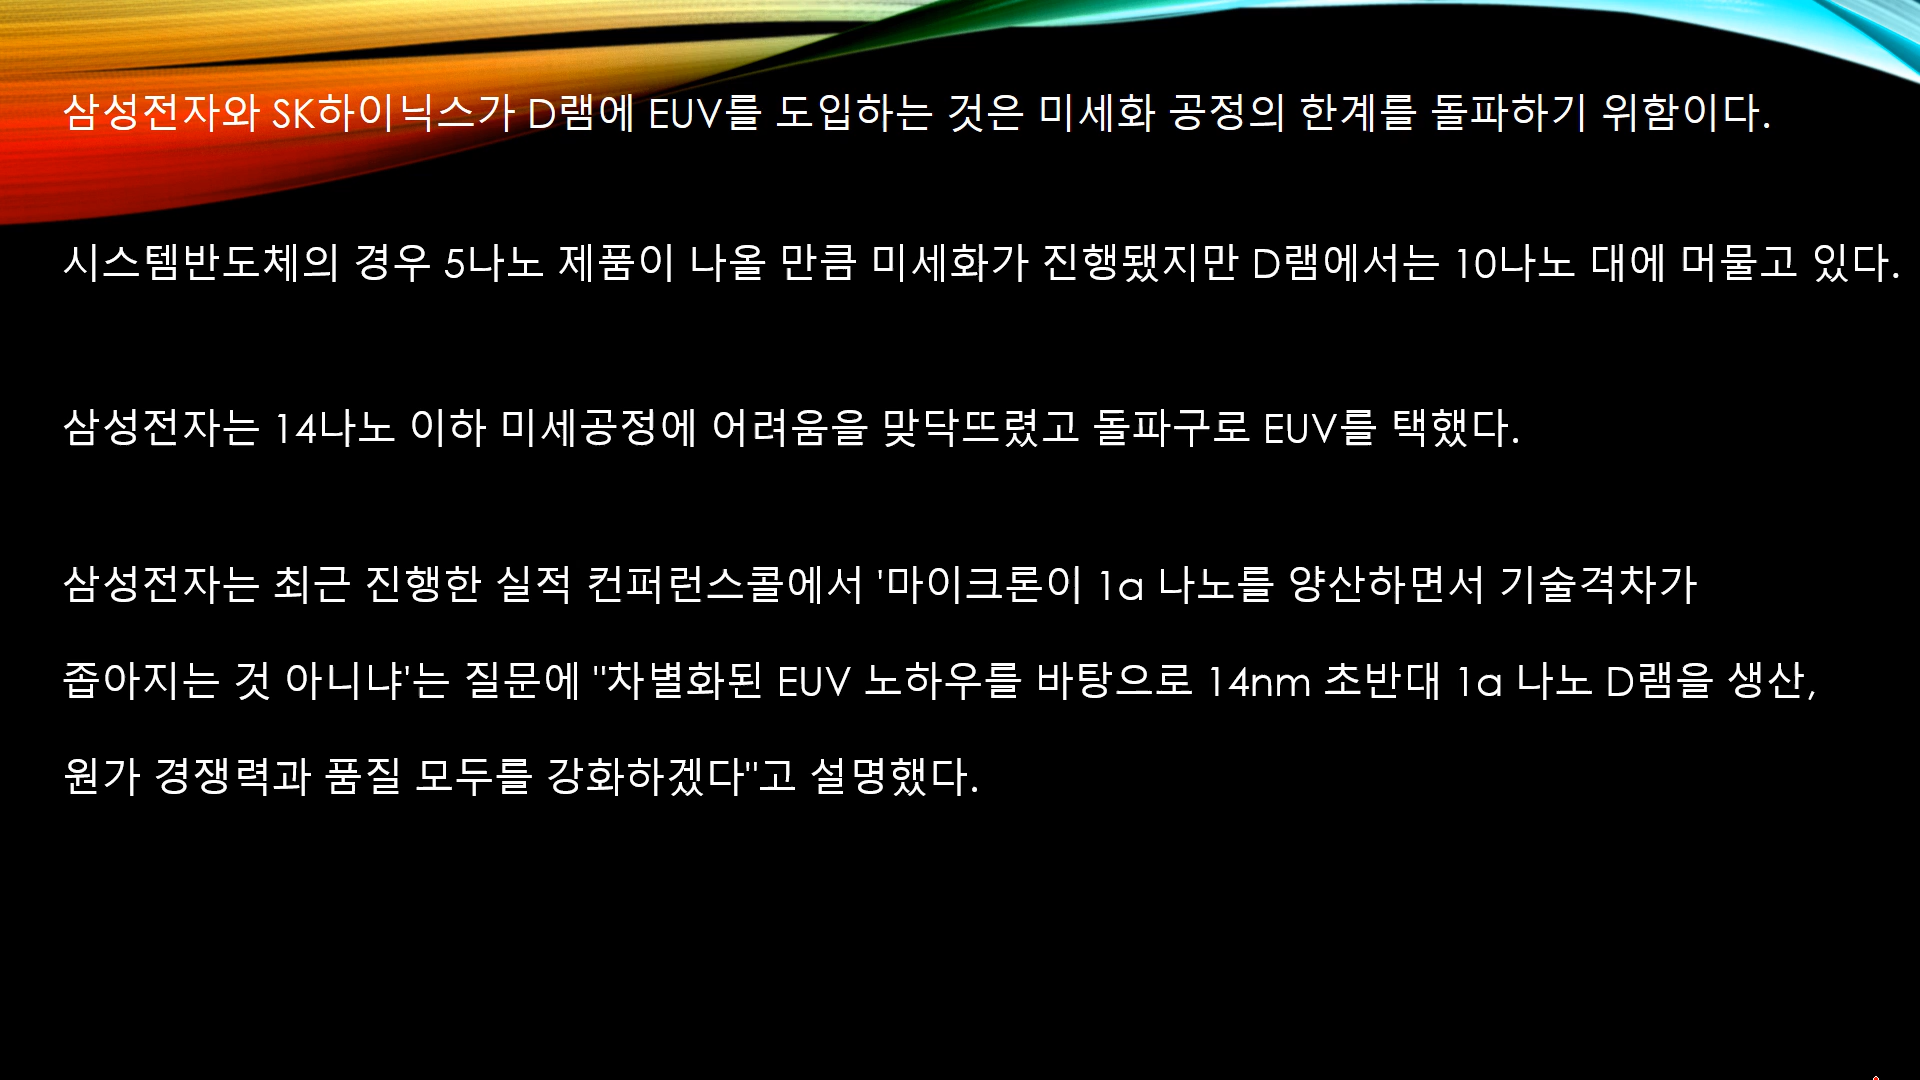 삼성전자와 SK하이닉스가 D램에 EUV를 도입하는 것은 미세화 공정의 한계를 돌파하기 위함이다.
시스템반도체의 경우 5나노 제품이 나올 만큼 미세화가 진행됐지만 D램에서는 10나노 대에 머물고 있다.
삼성전자는 14나노 이하 미세공정에 어려움을 맞닥뜨렸고 돌파구로 EUV를 택했다.
삼성전자는 최근 진행한 실적 컨퍼런스콜에서 '마이크론이 1a 나노를 양산하면서 기술격차가
좁아지는 것 아니냐'는 질문에 "차별화된 EUV 노하우를 바탕으로 14nm 초반대 1a 나노 D램을 생산,
원가 경쟁력과 품질 모두를 강화하겠다"고 설명했다.